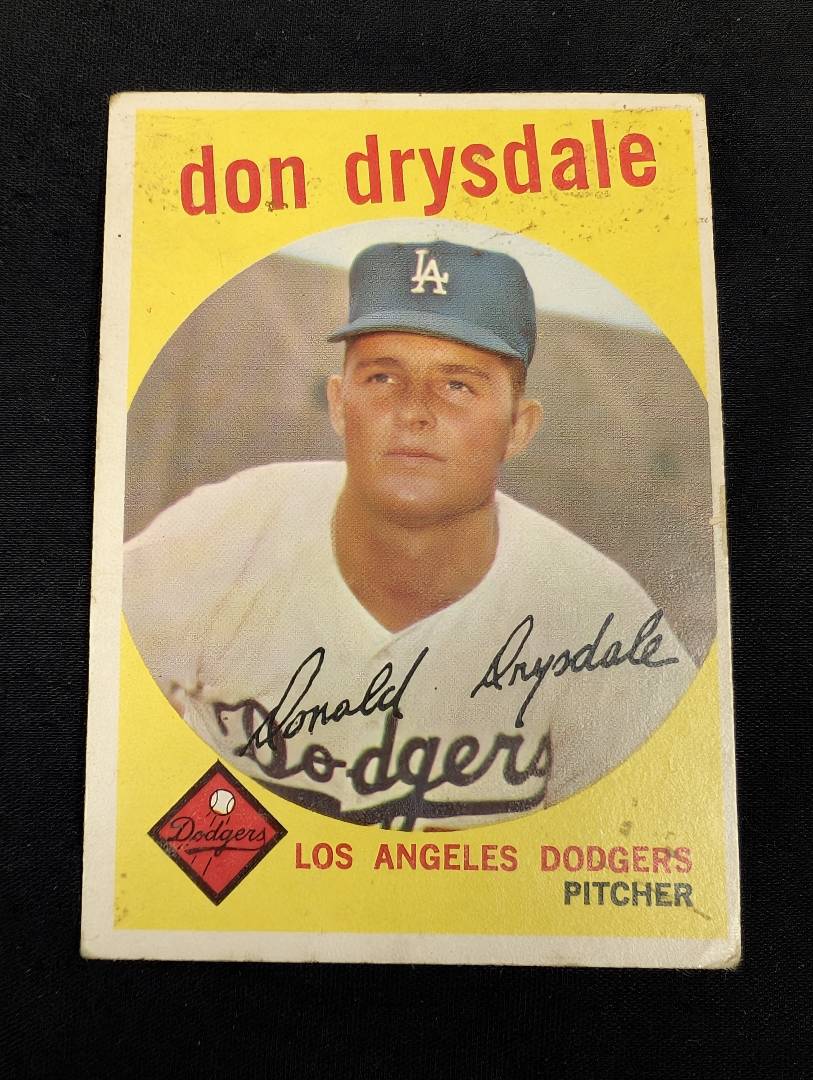 don drysdale
LA
Donald Drysdale
Dodgers
Dodgers
LOS ANGELES DODGERS
PITCHER